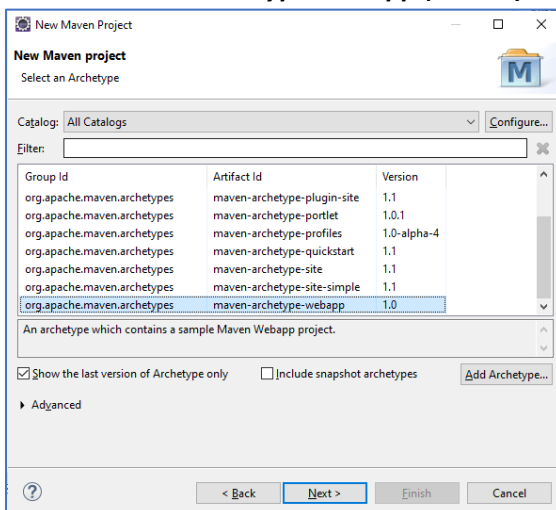 New Maven Project
New Maven project
Select an Archetype
M
Catalog: All Catalogs Configure...
Filter:
Group Id Artifact Id Version
org.apache.maven.archetypes maven-archetype-plugin-site 1.1
org.apache.maven.archetypes maven-archetype-portlet 1.0.1
org.apache.maven.archetypes maven-archetype-profiles 1.0-alpha-4
org.apache.maven.archetypes maven-archetype-quickstart 1.1
org.apache.maven.archetypes maven-archetype-site 1.1
org.apache.maven.archetypes maven-archetype-site-simple 1.1
org.apache.maven.archetypes maven-archetype-webapp 1.0
An archetype which contains a sample Maven Webapp project.
Show the last version of Archetype only Include snapshot archetypes Add Archetype...
Advanced
? < Back Next > Finish Cancel